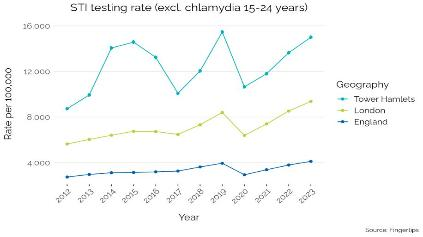 STI testing rate (excl. chlamydia 15-24 years)
16,000
12,000
8,000
4,000
Rate per 100,000
2012
2013
2014
2015
2016
2017
2018
2019
2020
2021
2022
2023
Year
Geography
Tower Hamlets
London
England
Source: Fingertips